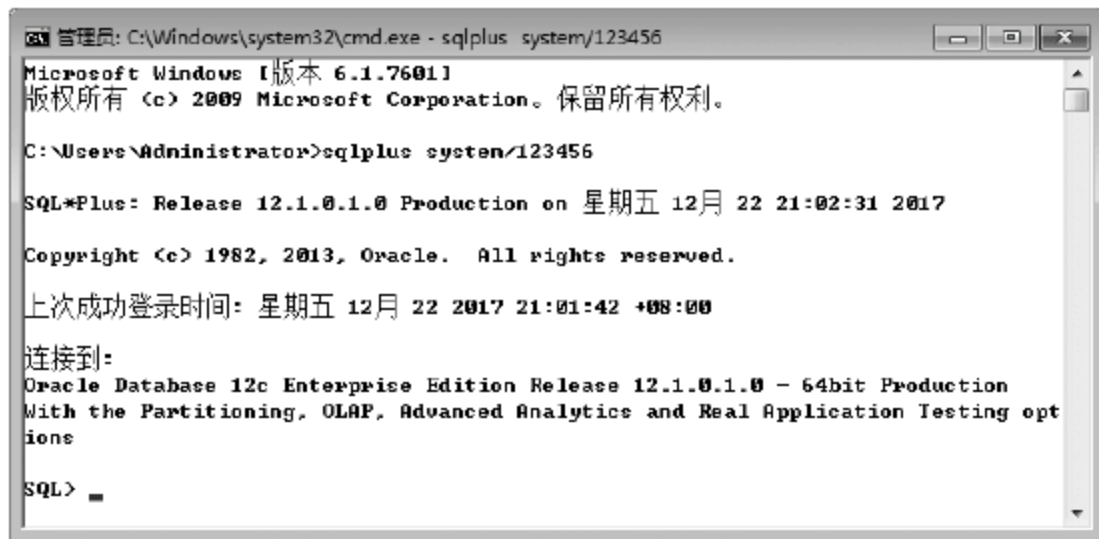 管理员: C:\Windows\system32\cmd.exe - sqlplus  system/123456
Microsoft Windows [版本 6.1.7601]
版权所有 (c) 2009 Microsoft Corporation。保留所有权利。
C:\Users\Administrator>sqlplus system/123456
SQL*Plus: Release 12.1.0.1.0 Production on 星期五 12月 22 21:02:31 2017
Copyright (c) 1982, 2013, Oracle.  All rights reserved.
上次成功登录时间: 星期五 12月 22 2017 21:01:42 +08:00
连接到:
Oracle Database 12c Enterprise Edition Release 12.1.0.1.0 - 64bit Production
With the Partitioning, OLAP, Advanced Analytics and Real Application Testing opt
ions
SQL> _